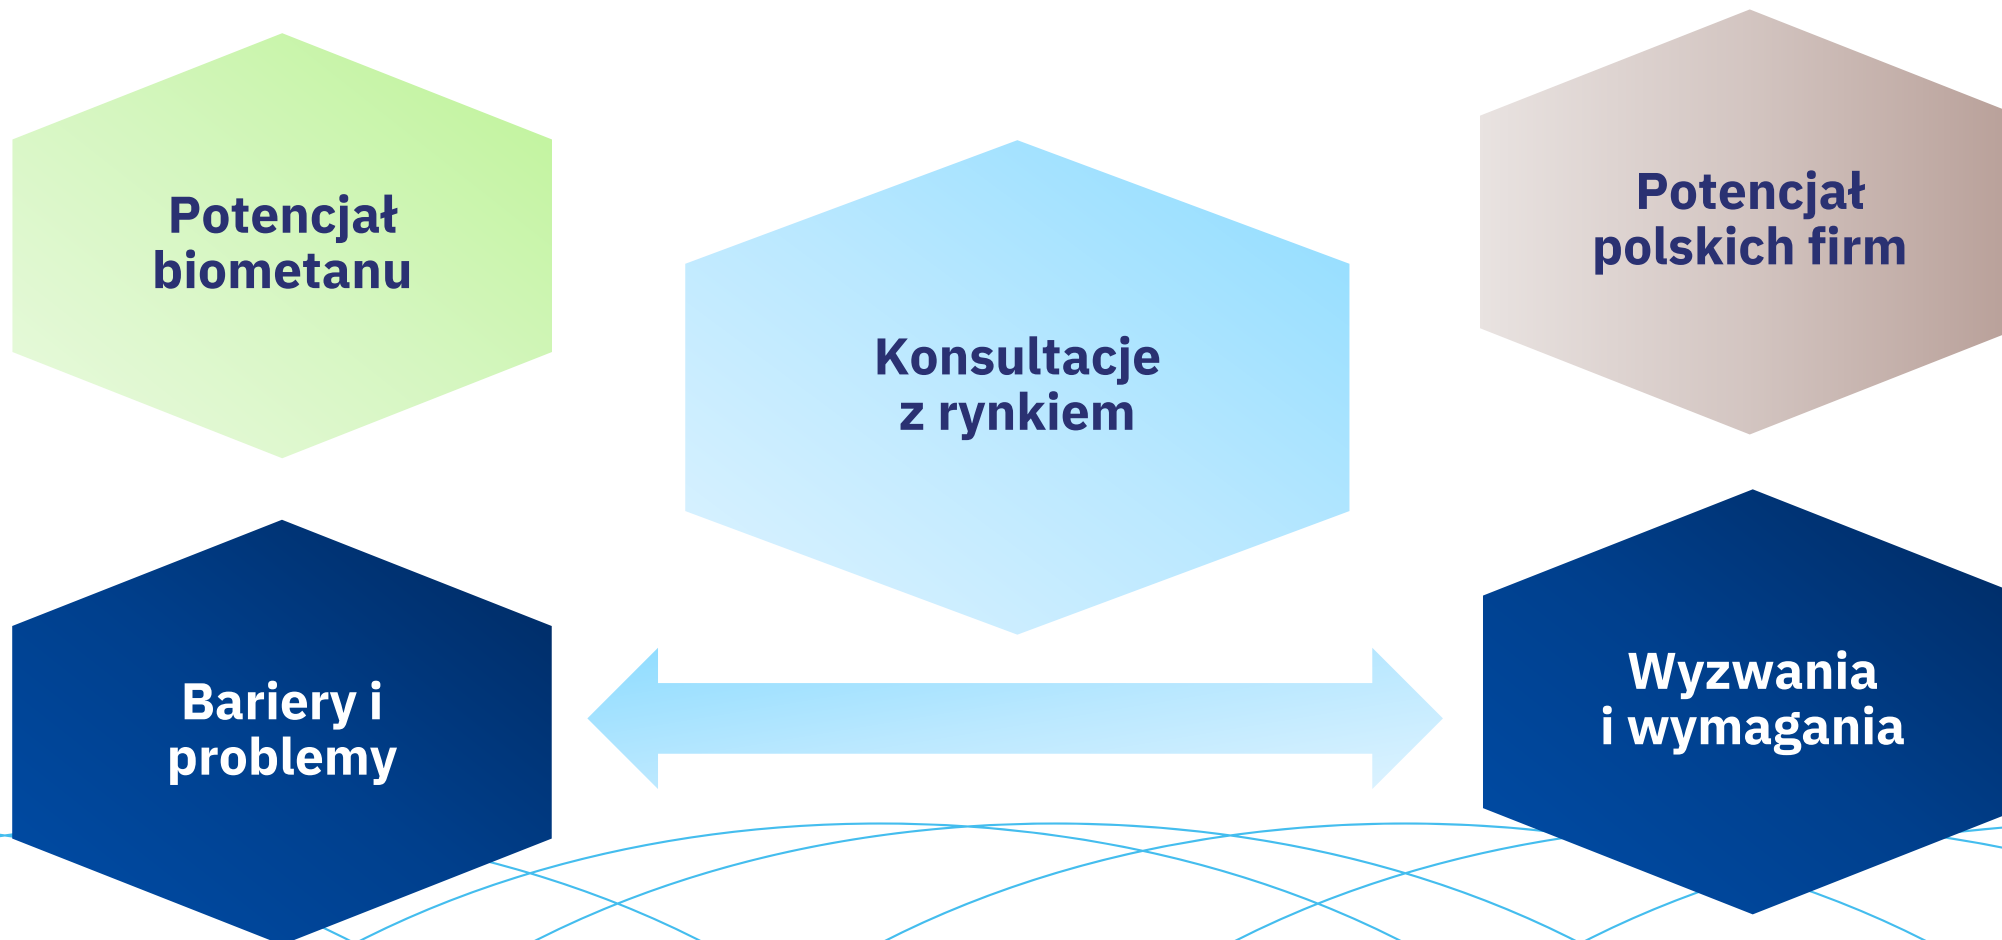 Potencjał
biometanu
Konsultacje
z rynkiem
Potencjał
polskich firm
Bariery i
problemy
Wyzwania
i wymagania